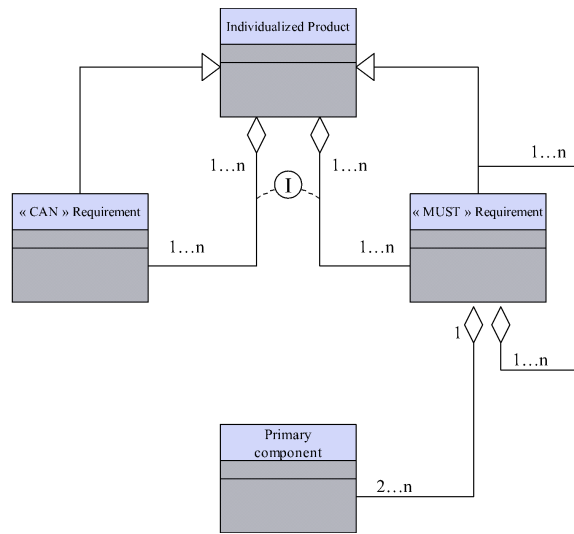 Individualized Product
1…n
1…n
1…n
I
« CAN » Requirement
« MUST » Requirement
1…n
1…n
1
1…n
Primary
component
2…n